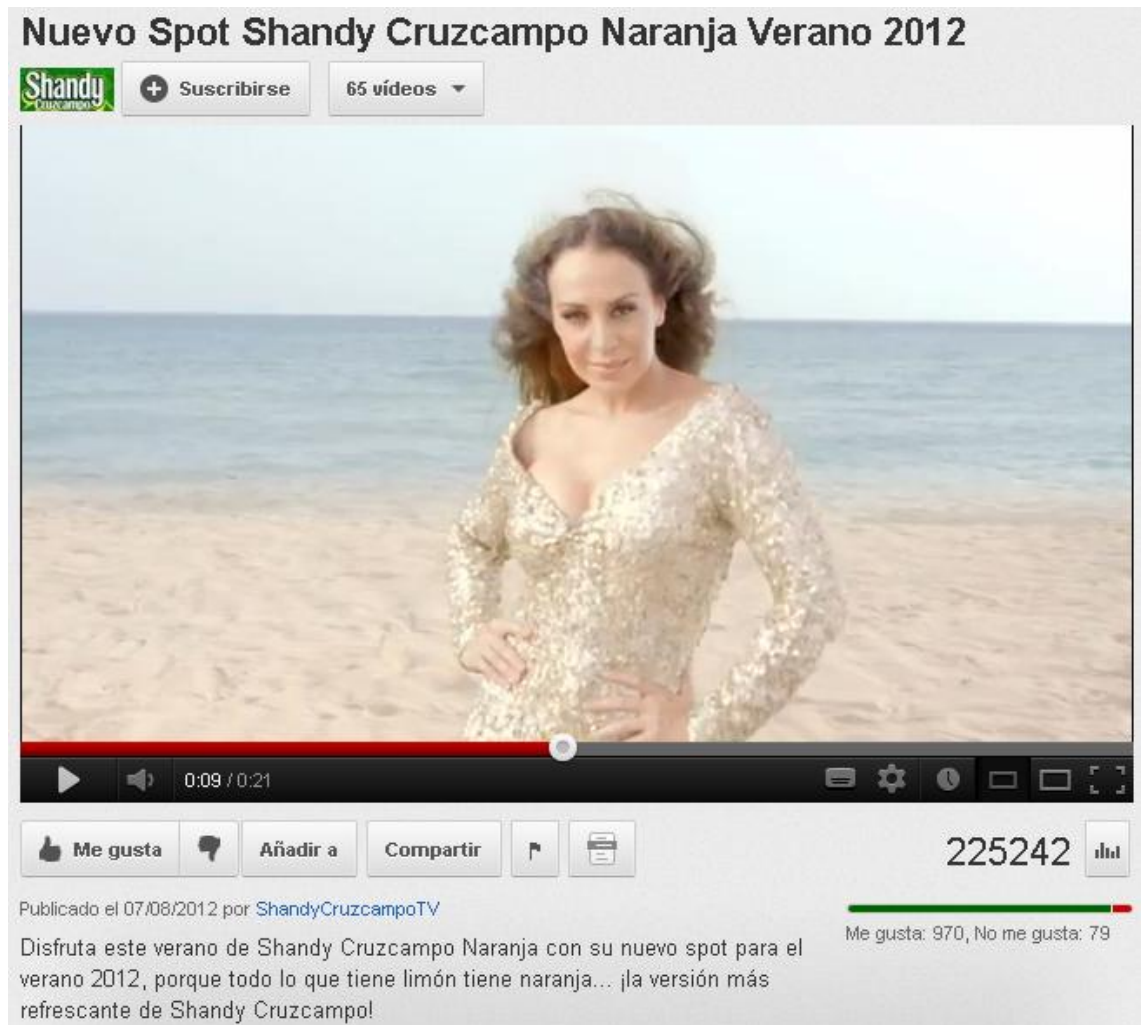 Nuevo Spot Shandy Cruzcampo Naranja Verano 2012
Shandy
Cruzcampo
Suscribirse
65 vídeos
0:09 / 0:21
Me gusta
Añadir a
Compartir
225242
Publicado el 07/08/2012 por ShandyCruzcampoTV
Me gusta: 970, No me gusta: 79
Disfruta este verano de Shandy Cruzcampo Naranja con su nuevo spot para el
verano 2012, porque todo lo que tiene limón tiene naranja... ¡la versión más
refrescante de Shandy Cruzcampo!